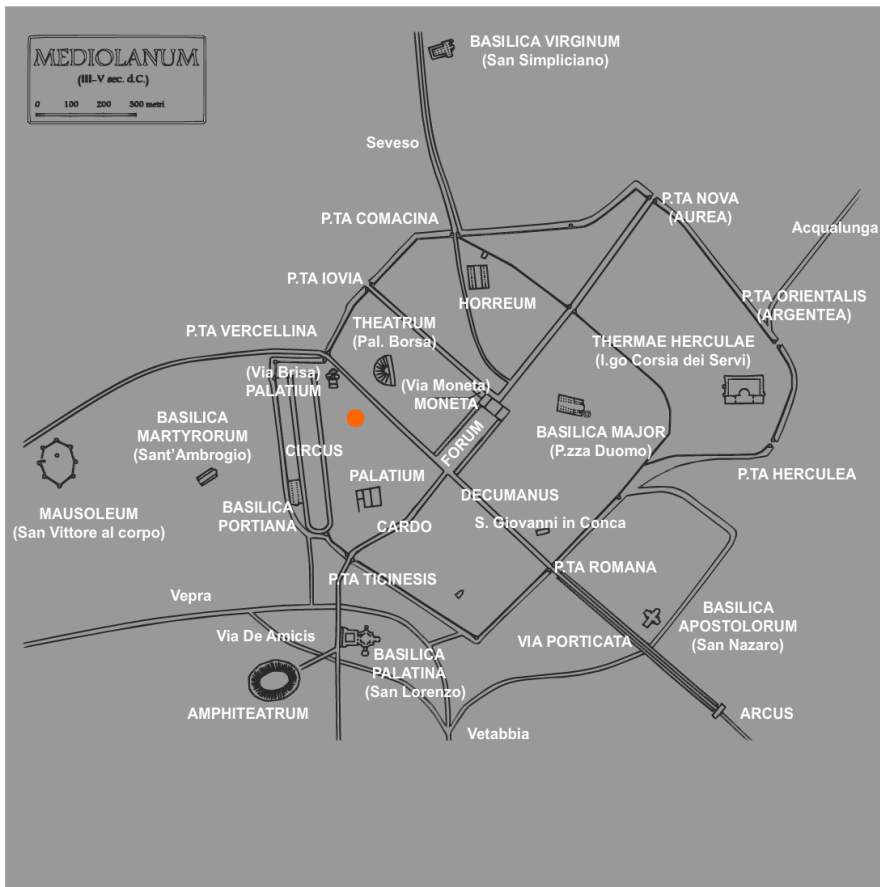 MEDIOLANUM
(III-V sec. d.C.)
0 100 200 300 metri
BASILICA VIRGINUM
(San Simpliciano)
Seveso
P.TA NOVA
(AUREA)
P.TA COMACINA
Acqualunga
P.TA IOVIA
HORREUM
P.TA ORIENTALIS
(ARGENTEA)
P.TA VERCELLINA
THEATRUM
(Pal. Borsa)
THERMAE HERCULAE
(l.go Corsia dei Servi)
(Via Brisa)
PALATIUM
(Via Moneta)
MONETA
BASILICA
MARTYRORUM
(Sant'Ambrogio)
CIRCUS
FORUM
BASILICA MAJOR
(P.zza Duomo)
PALATIUM
P.TA HERCULEA
DECUMANUS
MAUSOLEUM
(San Vittore al corpo)
BASILICA
PORTIANA
CARDO
S. Giovanni in Conca
P.TA TICINESIS
P.TA ROMANA
Vepra
BASILICA
APOSTOLORUM
(San Nazaro)
Via De Amicis
VIA PORTICATA
BASILICA
PALATINA
(San Lorenzo)
AMPHITEATRUM
ARCUS
Vetabbia